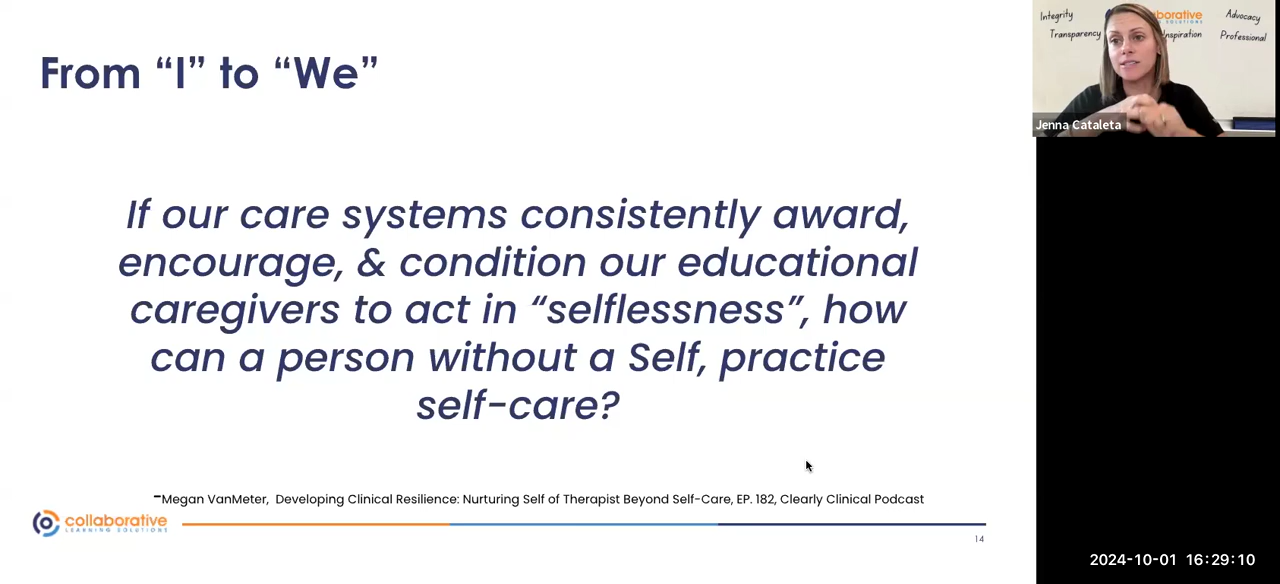 From “I” to “We”
If our care systems consistently award,
encourage, & condition our educational
caregivers to act in “selflessness”, how
can a person without a Self, practice
self-care?
-Megan VanMeter, Developing Clinical Resilience: Nurturing Self of Therapist Beyond Self-Care, EP. 182, Clearly Clinical Podcast
collaborative
LEARNING SOLUTIONS
14
Integrity
Transparency
borative
Inspiration
Advocacy
Professional
Jenna Cataleta
2024-10-01 16:29:10